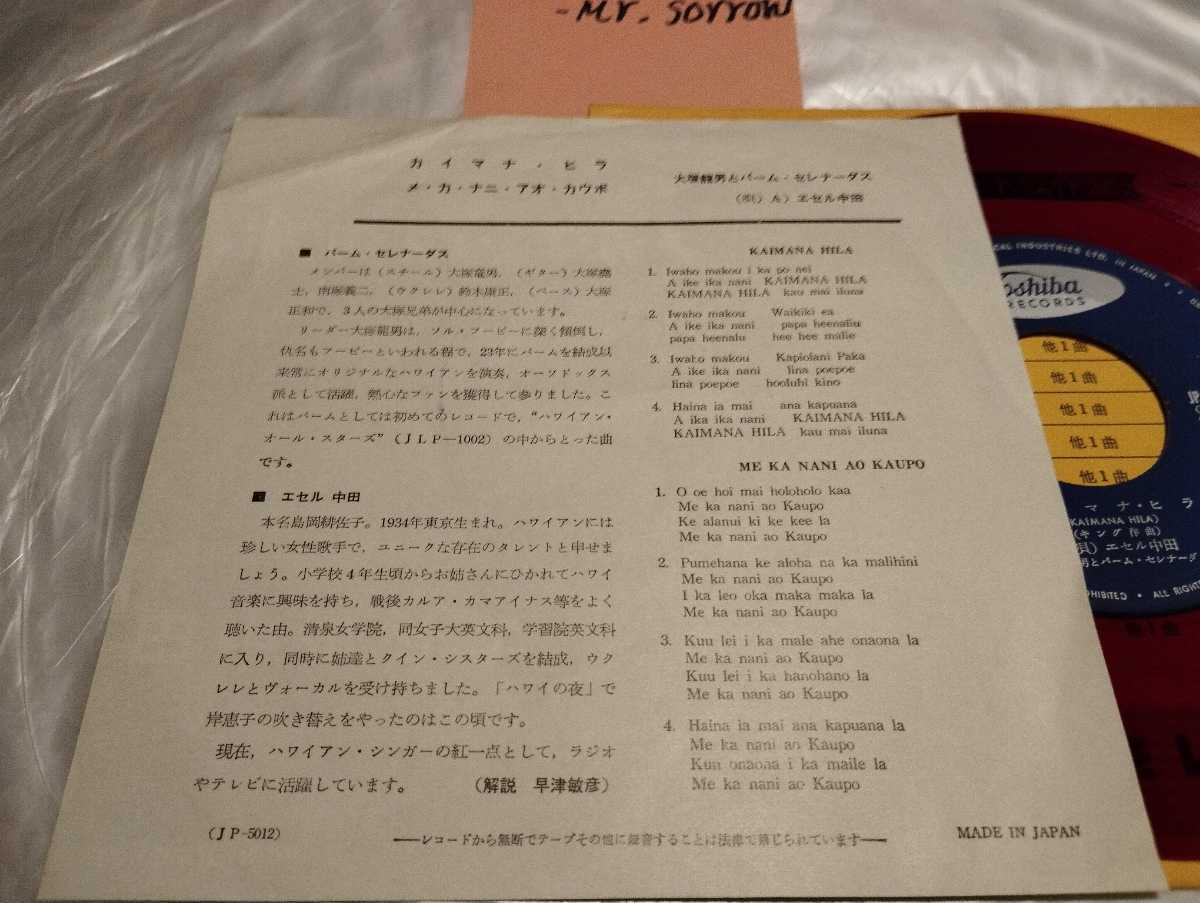 -Mr. Sorrow
カイマナ・ヒラ
メ・カ・ナニ・アオ・カウポ
大塚龍男とパーム・セレナーダス
(唄) エセル中田
■ パーム・セレナーダス
メンバーは(スチール)大塚竜男,(ギター)大塚
士,南塚義二,(ウクレレ)鈴木康正,(ベース)大塚
正和で,3人の大塚兄弟が中心になっています。
リーダー大塚龍男は,ソル・フーピーに深く傾倒し,
仇名もフーピーといわれる程で,23年にパームを結成以
来常にオリジナルなハワイアンを演奏,オーソドックス
派として活躍,熱心なファンを獲得して参りました。こ
れはパームとしては初めてのレコードで,"ハワイアン・
オール・スターズ"(JLP—1002)の中からとった曲
です。
■ エセル 中田
本名島岡緋佐子。1934年東京生まれ。ハワイアンには
珍しい女性歌手で,ユニークな存在のタレントと申せま
しょう。小学校4年生頃からお姉さんにひかれてハワイ
音楽に興味を持ち,戦後カルア・カマアイナス等をよく
聴いた由。清泉女学院,同女子大英文科,学習院英文科
に入り,同時に姉達とクイン・シスターズを結成,ウク
レレとヴォーカルを受け持ちました。「ハワイの夜」で
岸恵子の吹き替えをやったのはこの頃です。
現在,ハワイアン・シンガーの紅一点として,ラジオ
やテレビに活躍しています。 (解説 早津敏彦)
KAIMANA HILA
1. Iwaho makou i ka po nei
A ike ika nani KAIMANA HILA
KAIMANA HILA kau mai iluna
2. Iwaho makou Waikiki ea
A ike ika nani papa heenaliu
papa heenalu hee hee malie
3. Iwaho makou Kapiolani Paka
A ike ika nani lina poepoe
lina poepoe hooluhi kino
4. Haina ia mai ana kapuana
A ika ika nani KAIMANA HILA
KAIMANA HILA kau mai iluna
ME KA NANI AO KAUPO
1. O oe hoi mai holoholo kaa
Me ka nani ao Kaupo
Ke alanui ki ke kee la
Me ka nani ao Kaupo
2. Pumehana ke aloha na ka malihini
Me ka nani ao Kaupo
I ka leo oka maka maka la
Me ka nani ao Kaupo
3. Kuu lei i ka male ahe onaona la
Me ka nani ao Kaupo
Kuu lei i ka hanohano la
Me ka nani ao Kaupo
4. Haina ia mai ana kapuana la
Me ka nani ao Kaupo
Kuu onaona i ka maile la
Me ka nani ao Kaupo
(JP-5012)
——レコードから無断でテープその他に録音することは法律で禁じられています——
MADE IN JAPAN
CAL INDUSTRIES LTD. IN JAPAN
oshiba
RECORDS
他1曲
他1曲
他1曲
他1曲
他1曲
JP
マナ・ヒラ
KAIMANA HILA)
(キング作曲)
唄) エセル中田
男とパーム・セレナーダ
OHIBITED • ALL RIGHT
他1曲